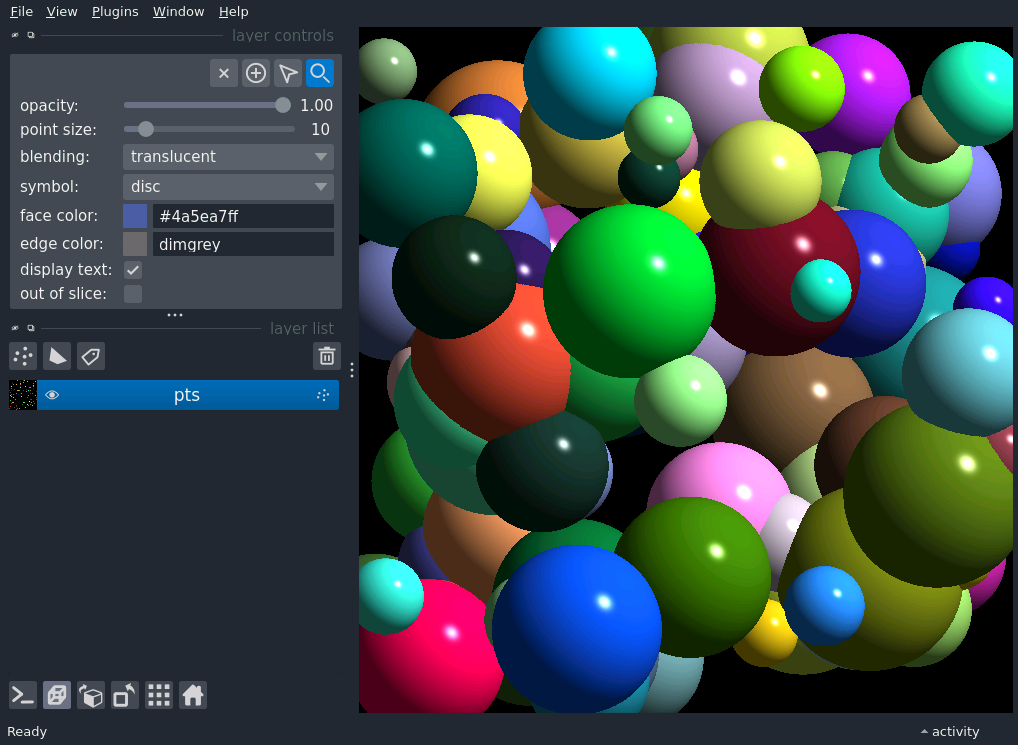 File View Plugins Window Help
layer controls
opacity: 1.00
point size: 10
blending: translucent
symbol: disc
face color: #4a5ea7ff
edge color: dimgrey
display text:
out of slice:
layer list
pts
Ready activity